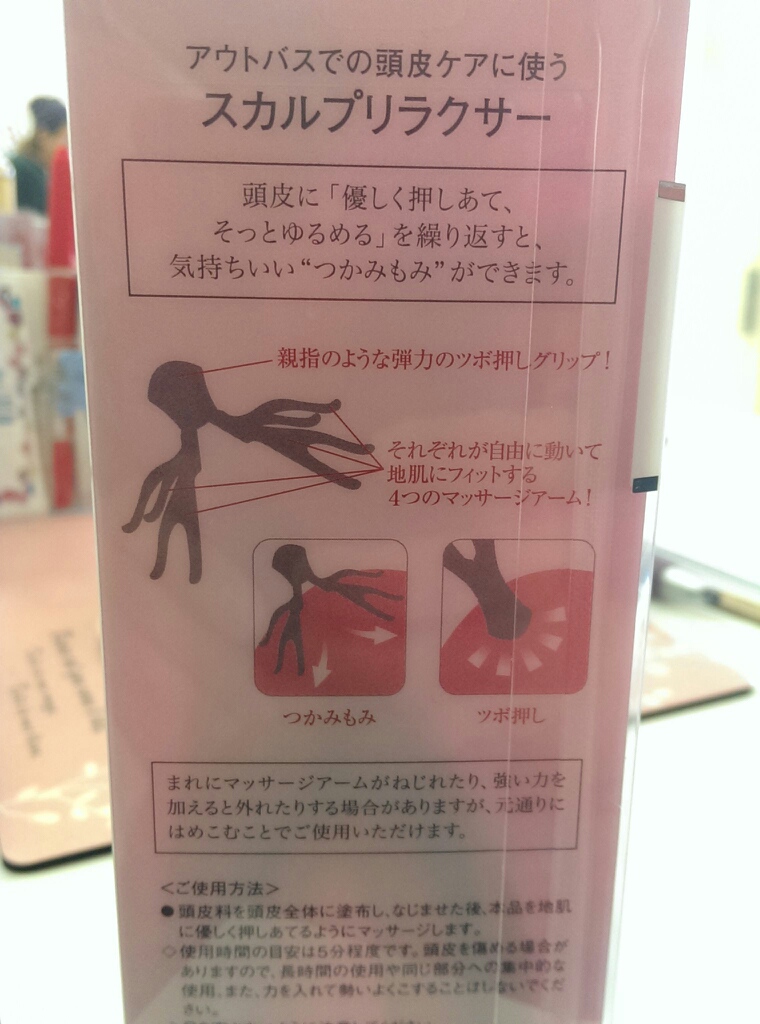 アウトバスでの頭皮ケアに使う
スカルプリラクサー
頭皮に「優しく押しあて、
そっとゆるめる」を繰り返すと、
気持ちいい“つかみもみ”ができます。
親指のような弾力のツボ押しグリップ!
それぞれが自由に動いて
地肌にフィットする
4つのマッサージアーム!
つかみもみ
ツボ押し
まれにマッサージアームがねじれたり、強い力を
加えると外れたりする場合がありますが、元通りに
はめこむことでご使用いただけます。
<ご使用方法>
●頭皮料を頭皮全体に塗布し、なじませた後、本品を地肌
に優しく押しあてるようにマッサージします。
◇使用時間の目安は5分程度です。頭皮を傷める場合が
ありますので、長時間の使用や同じ部分への集中的な
使用、また、力を入れて勢いよくこすることはしないでくだ
さい。